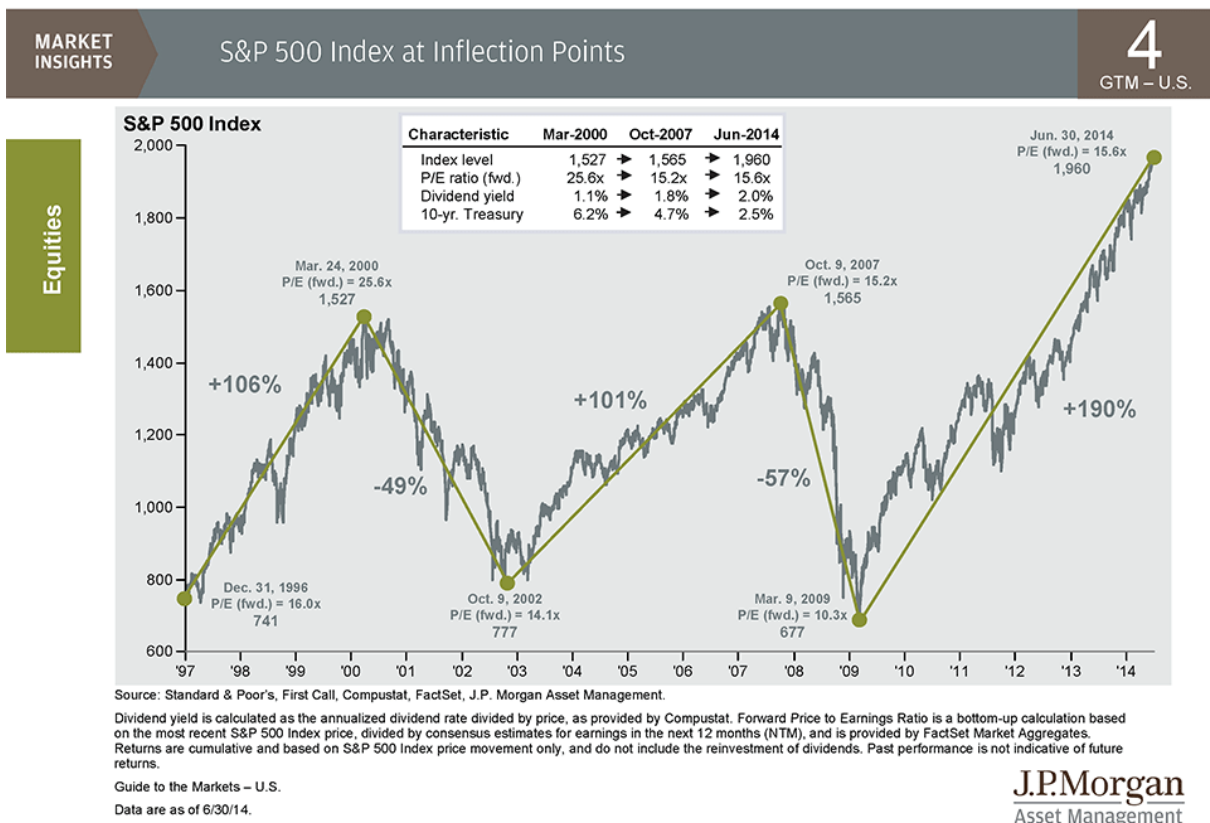 MARKET
INSIGHTS
S&P 500 Index at Inflection Points
4
GTM – U.S.
Equities
S&P 500 Index
Characteristic Mar-2000 Oct-2007 Jun-2014
Index level 1,527 ➔ 1,565 ➔ 1,960
P/E ratio (fwd.) 25.6x ➔ 15.2x ➔ 15.6x
Dividend yield 1.1% ➔ 1.8% ➔ 2.0%
10-yr. Treasury 6.2% ➔ 4.7% ➔ 2.5%
Jun. 30, 2014
P/E (fwd.) = 15.6x
1,960
2,000
1,800
1,600
1,400
1,200
1,000
800
600
Mar. 24, 2000
P/E (fwd.) = 25.6x
1,527
Oct. 9, 2007
P/E (fwd.) = 15.2x
1,565
+106%
-49%
+101%
-57%
+190%
Dec. 31, 1996
P/E (fwd.) = 16.0x
741
Oct. 9, 2002
P/E (fwd.) = 14.1x
777
Mar. 9, 2009
P/E (fwd.) = 10.3x
677
'97 '98 '99 '00 '01 '02 '03 '04 '05 '06 '07 '08 '09 '10 '11 '12 '13 '14
Source: Standard & Poor's, First Call, Compustat, FactSet, J.P. Morgan Asset Management.
Dividend yield is calculated as the annualized dividend rate divided by price, as provided by Compustat. Forward Price to Earnings Ratio is a bottom-up calculation based
on the most recent S&P 500 Index price, divided by consensus estimates for earnings in the next 12 months (NTM), and is provided by FactSet Market Aggregates.
Returns are cumulative and based on S&P 500 Index price movement only, and do not include the reinvestment of dividends. Past performance is not indicative of future
returns.
Guide to the Markets – U.S.
Data are as of 6/30/14.
J.P.Morgan
Asset Management